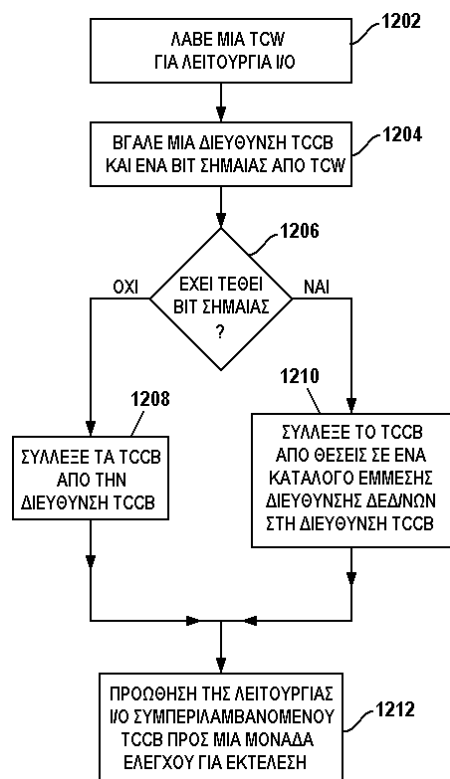 1202
ΛΑΒΕ ΜΙΑ TCW
ΓΙΑ ΛΕΙΤΟΥΡΓΙΑ I/O
1204
ΒΓΑΛΕ ΜΙΑ ΔΙΕΥΘΥΝΣΗ TCCB
ΚΑΙ ΕΝΑ BIT ΣΗΜΑΙΑΣ ΑΠΟ TCW
1206
ΕΧΕΙ ΤΕΘΕΙ
BIT ΣΗΜΑΙΑΣ
?
ΟΧΙ
ΝΑΙ
1208
ΣΥΛΛΕΞΕ ΤΑ TCCB
ΑΠΟ ΤΗΝ
ΔΙΕΥΘΥΝΣΗ TCCB
1210
ΣΥΛΛΕΞΕ ΤΟ TCCB
ΑΠΟ ΘΕΣΕΙΣ ΣΕ ΕΝΑ
ΚΑΤΑΛΟΓΟ ΕΜΜΕΣΗΣ
ΔΙΕΥΘΥΝΣΗΣ ΔΕΔ/ΝΩΝ
ΣΤΗ ΔΙΕΥΘΥΝΣΗ TCCB
ΠΡΟΩΘΗΣΗ ΤΗΣ ΛΕΙΤΟΥΡΓΙΑΣ
I/O ΣΥΜΠΕΡΙΛΑΜΒΑΝΟΜΕΝΟΥ
TCCB ΠΡΟΣ ΜΙΑ ΜΟΝΑΔΑ
ΕΛΕΓΧΟΥ ΓΙΑ ΕΚΤΕΛΕΣΗ
1212